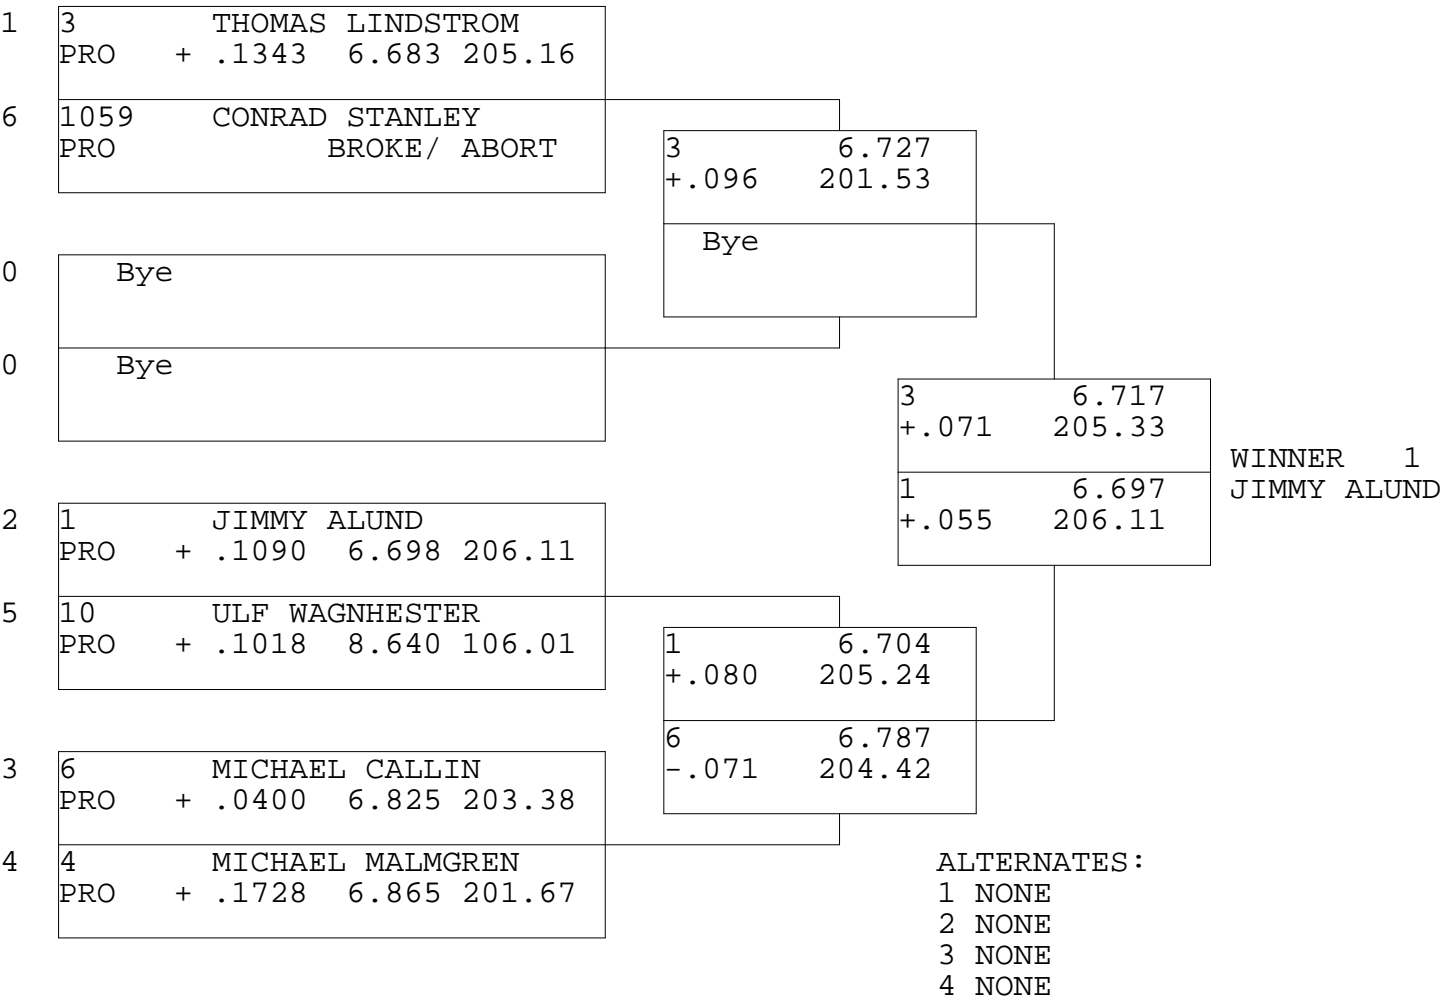 1 3 THOMAS LINDSTROM
PRO + .1343 6.683 205.16
6 1059 CONRAD STANLEY
PRO BROKE/ ABORT
0 Bye
0 Bye
2 1 JIMMY ALUND
PRO + .1090 6.698 206.11
5 10 ULF WAGNHESTER
PRO + .1018 8.640 106.01
3 6 MICHAEL CALLIN
PRO + .0400 6.825 203.38
4 4 MICHAEL MALMGREN
PRO + .1728 6.865 201.67
3 6.727
+.096 201.53
Bye
1 6.704
+.080 205.24
6 6.787
-.071 204.42
3 6.717
+.071 205.33
1 6.697
+.055 206.11
WINNER 1
JIMMY ALUND
ALTERNATES:
1 NONE
2 NONE
3 NONE
4 NONE